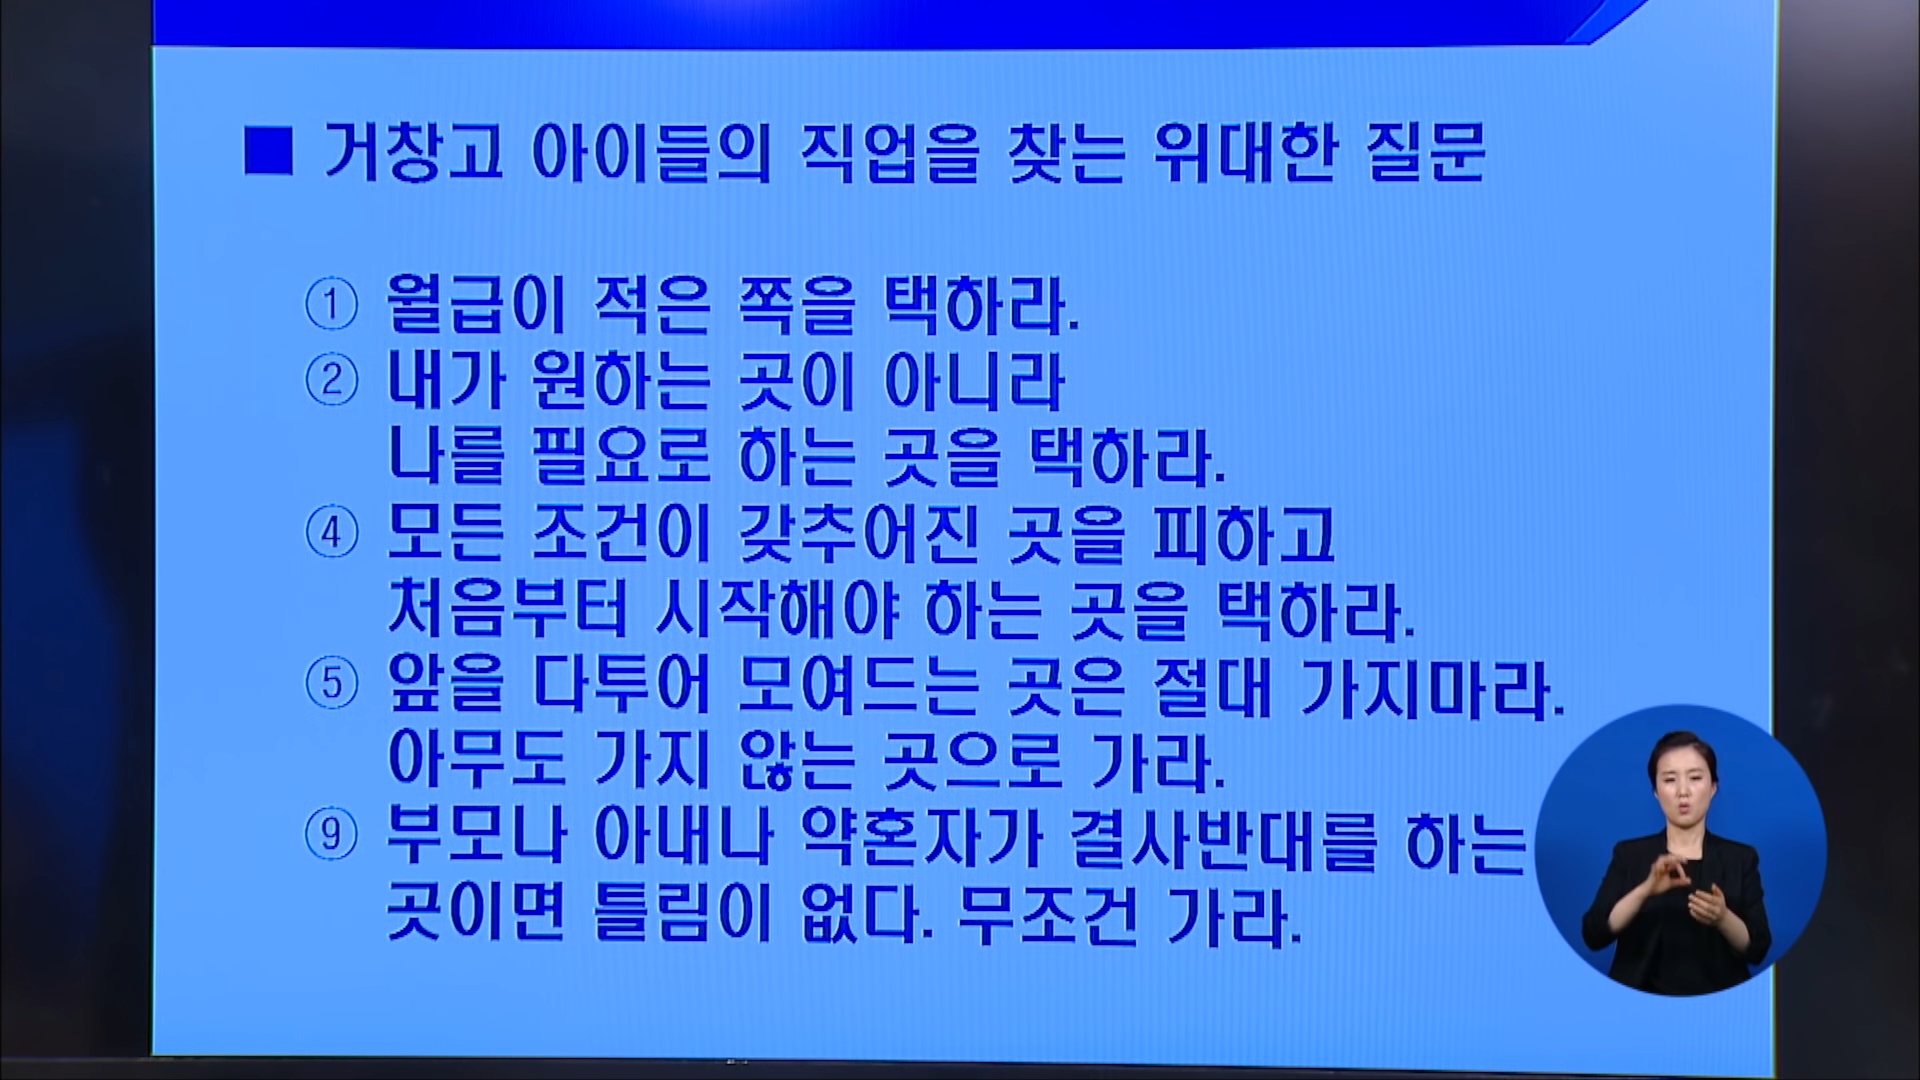 ■ 거창고 아이들의 직업을 찾는 위대한 질문
① 월급이 적은 쪽을 택하라.
② 내가 원하는 곳이 아니라
나를 필요로 하는 곳을 택하라.
④ 모든 조건이 갖추어진 곳을 피하고
처음부터 시작해야 하는 곳을 택하라.
⑤ 앞을 다투어 모여드는 곳은 절대 가지마라.
아무도 가지 않는 곳으로 가라.
⑨ 부모나 아내나 약혼자가 결사반대를 하는
곳이면 틀림이 없다. 무조건 가라.